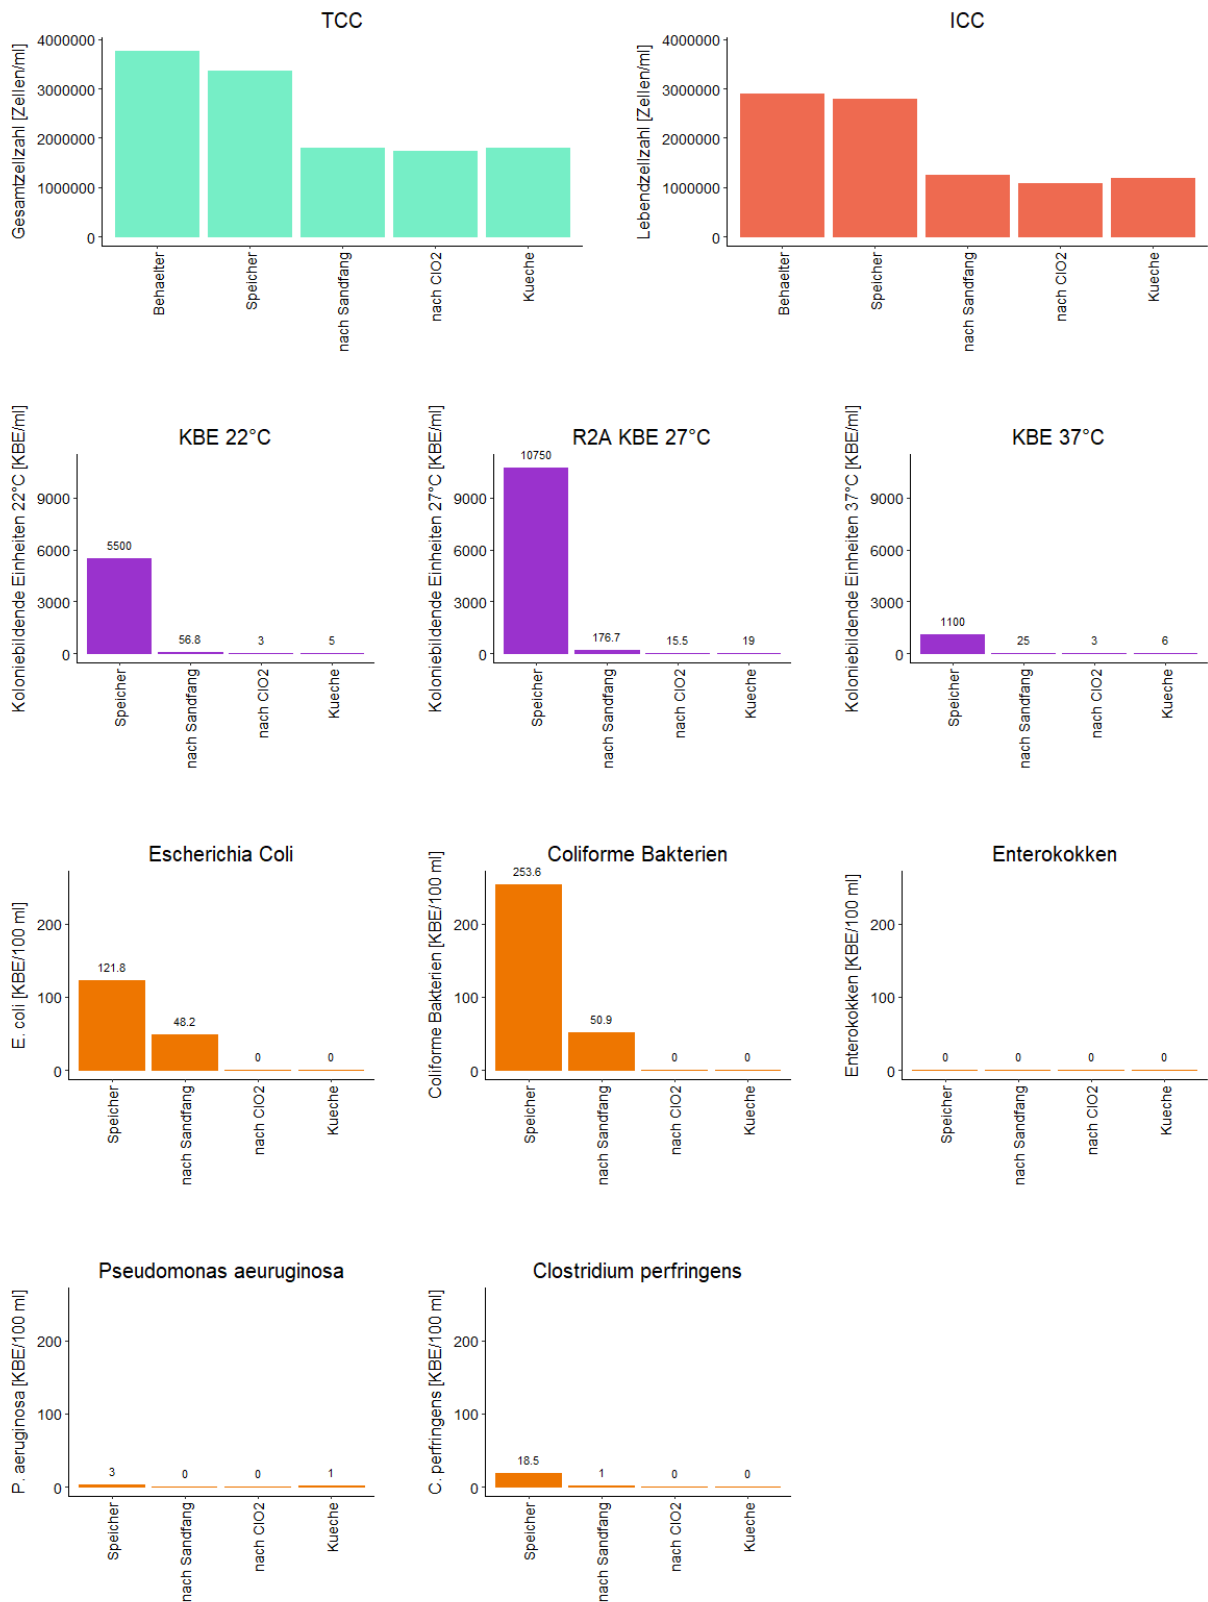 TCC
Gesamtzellzahl [Zellen/ml]
4000000
3000000
2000000
1000000
0
Behaelter
Speicher
nach Sandfang
nach ClO2
Kueche
ICC
Lebendzellzahl [Zellen/ml]
4000000
3000000
2000000
1000000
0
Behaelter
Speicher
nach Sandfang
nach ClO2
Kueche
KBE 22°C
Koloniebildende Einheiten 22°C [KBE/ml]
9000
6000
3000
0
5500
56.8
3
5
Speicher
nach Sandfang
nach ClO2
Kueche
R2A KBE 27°C
Koloniebildende Einheiten 27°C [KBE/ml]
9000
6000
3000
0
10750
176.7
15.5
19
Speicher
nach Sandfang
nach ClO2
Kueche
KBE 37°C
Koloniebildende Einheiten 37°C [KBE/ml]
9000
6000
3000
0
1100
25
3
6
Speicher
nach Sandfang
nach ClO2
Kueche
Escherichia Coli
E. coli [KBE/100 ml]
200
100
0
121.8
48.2
0
0
Speicher
nach Sandfang
nach ClO2
Kueche
Coliforme Bakterien
Coliforme Bakterien [KBE/100 ml]
200
100
0
253.6
50.9
0
0
Speicher
nach Sandfang
nach ClO2
Kueche
Enterokokken
Enterokokken [KBE/100 ml]
200
100
0
0
0
0
0
Speicher
nach Sandfang
nach ClO2
Kueche
Pseudomonas aeuruginosa
P. aeruginosa [KBE/100 ml]
200
100
0
3
0
0
1
Speicher
nach Sandfang
nach ClO2
Kueche
Clostridium perfringens
C. perfringens [KBE/100 ml]
200
100
0
18.5
1
0
0
Speicher
nach Sandfang
nach ClO2
Kueche